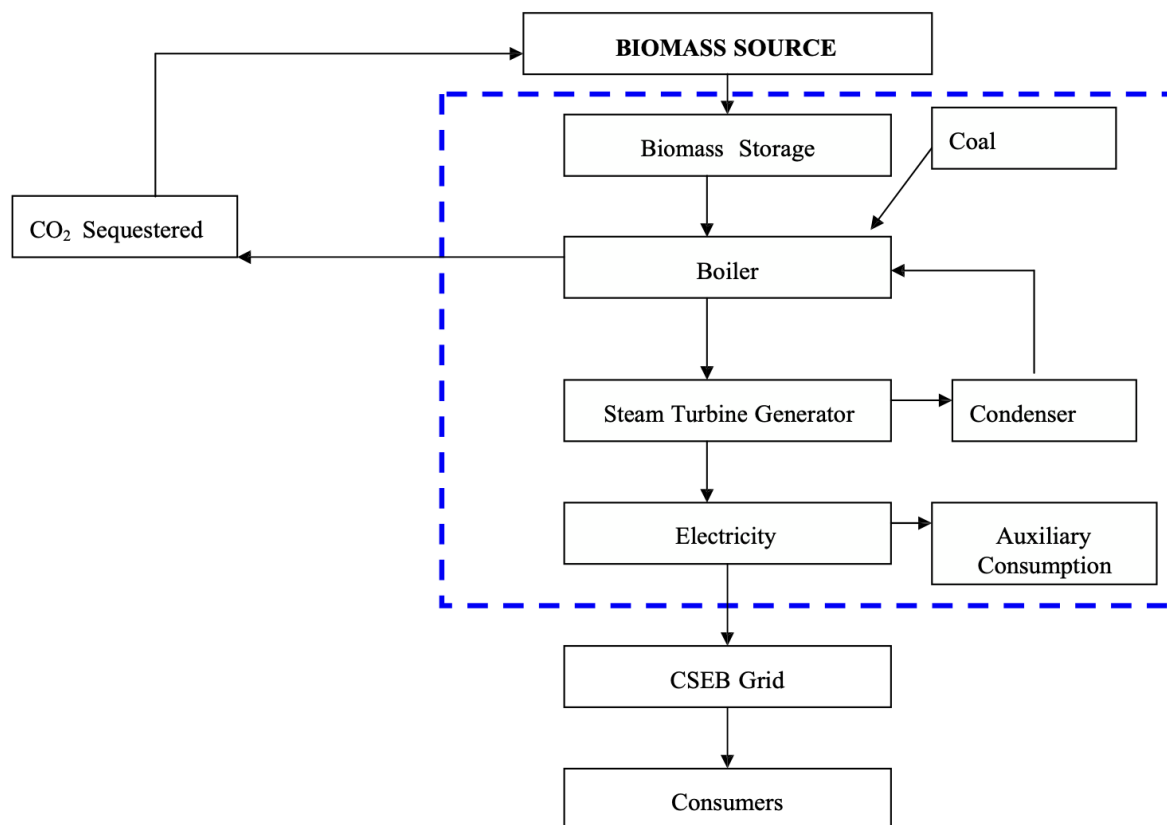 BIOMASS SOURCE
Biomass Storage
Coal
CO₂ Sequestered
Boiler
Steam Turbine Generator
Condenser
Electricity
Auxiliary
Consumption
CSEB Grid
Consumers